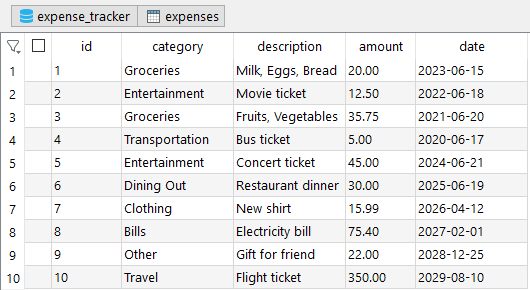 expense_tracker expenses
id category description amount date
1 1 Groceries Milk, Eggs, Bread 20.00 2023-06-15
2 2 Entertainment Movie ticket 12.50 2022-06-18
3 3 Groceries Fruits, Vegetables 35.75 2021-06-20
4 4 Transportation Bus ticket 5.00 2020-06-17
5 5 Entertainment Concert ticket 45.00 2024-06-21
6 6 Dining Out Restaurant dinner 30.00 2025-06-19
7 7 Clothing New shirt 15.99 2026-04-12
8 8 Bills Electricity bill 75.40 2027-02-01
9 9 Other Gift for friend 22.00 2028-12-25
10 10 Travel Flight ticket 350.00 2029-08-10